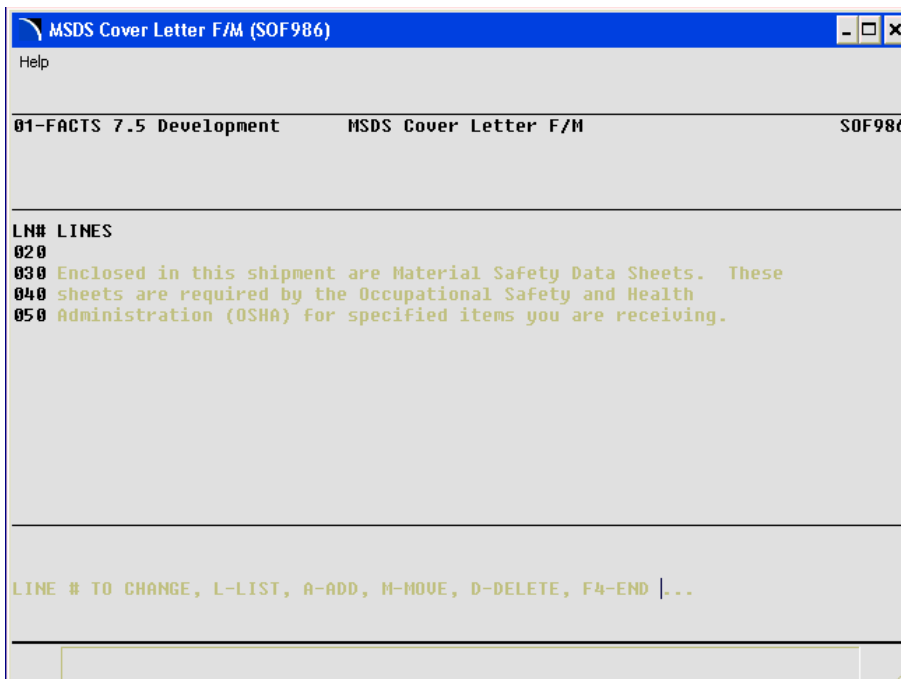 MSDS Cover Letter F/M (SOF986)
Help
01-FACTS 7.5 Development MSDS Cover Letter F/M SOF986
LN# LINES
020
030 Enclosed in this shipment are Material Safety Data Sheets. These
040 sheets are required by the Occupational Safety and Health
050 Administration (OSHA) for specified items you are receiving.
LINE # TO CHANGE, L-LIST, A-ADD, M-MOVE, D-DELETE, F4-END ...